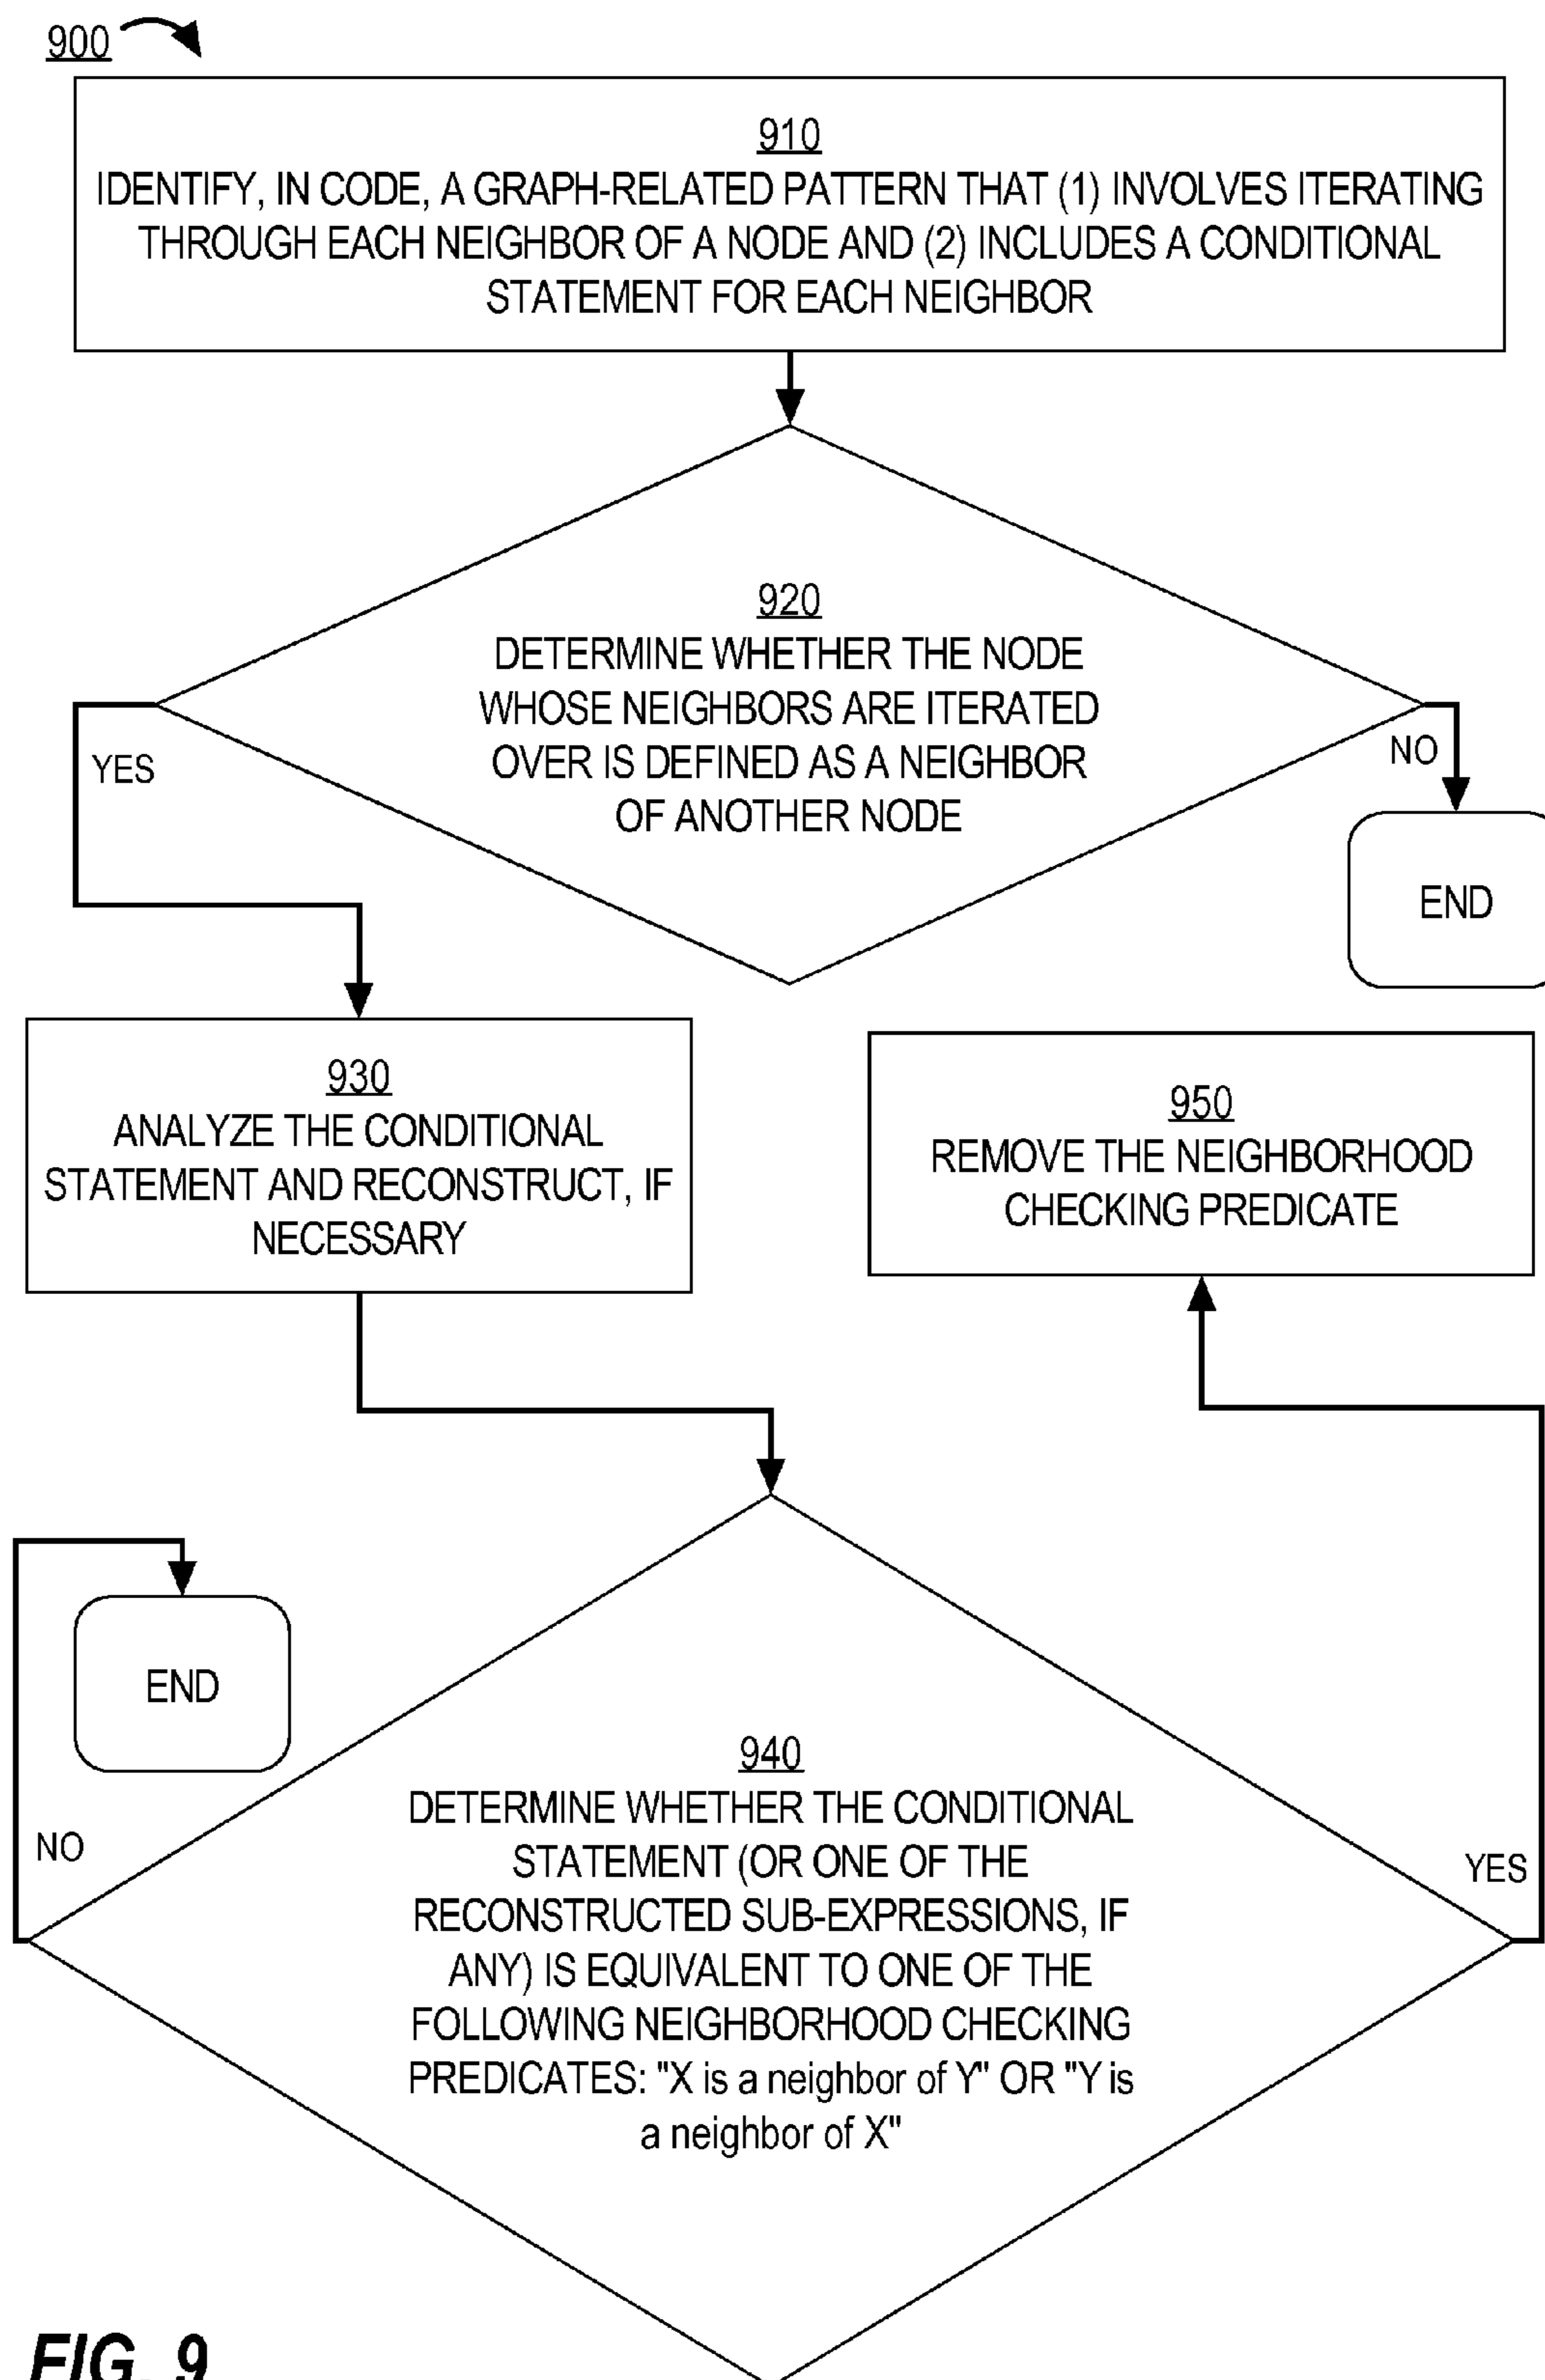 900
910
IDENTIFY, IN CODE, A GRAPH-RELATED PATTERN THAT (1) INVOLVES ITERATING
THROUGH EACH NEIGHBOR OF A NODE AND (2) INCLUDES A CONDITIONAL
STATEMENT FOR EACH NEIGHBOR
920
DETERMINE WHETHER THE NODE
WHOSE NEIGHBORS ARE ITERATED
OVER IS DEFINED AS A NEIGHBOR
OF ANOTHER NODE
YES
NO
END
930
ANALYZE THE CONDITIONAL
STATEMENT AND RECONSTRUCT, IF
NECESSARY
950
REMOVE THE NEIGHBORHOOD
CHECKING PREDICATE
END
NO
940
DETERMINE WHETHER THE CONDITIONAL
STATEMENT (OR ONE OF THE
RECONSTRUCTED SUB-EXPRESSIONS, IF
ANY) IS EQUIVALENT TO ONE OF THE
FOLLOWING NEIGHBORHOOD CHECKING
PREDICATES: "X is a neighbor of Y" OR "Y is
a neighbor of X"
YES
FIG. 9